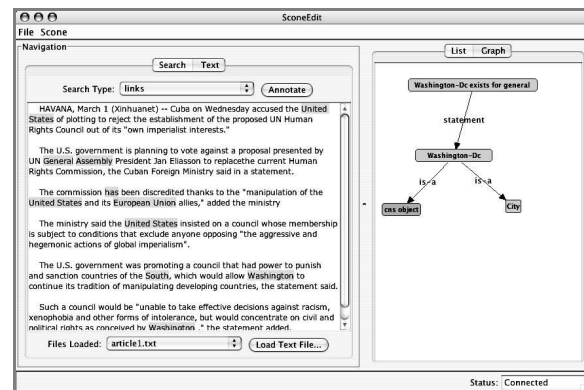 SconeEdit
File Scone
Navigation
Search Text
Search Type: links Annotate
HAVANA, March 1 (Xinhuanet) -- Cuba on Wednesday accused the United
States of plotting to reject the establishment of the proposed UN Human
Rights Council out of its "own imperialist interests."
The U.S. government is planning to vote against a proposal presented by
UN General Assembly President Jan Eliasson to replacethe current Human
Rights Commission, the Cuban Foreign Ministry said in a statement.
The commission has been discredited thanks to the "manipulation of the
United States and its European Union allies," added the ministry
The ministry said the United States insisted on a council whose membership
is subject to conditions that exclude anyone opposing "the aggressive and
hegemonic actions of global imperialism".
The U.S. government was promoting a council that had power to punish
and sanction countries of the South, which would allow Washington to
continue its tradition of manipulating developing countries, the statement said.
Such a council would be "unable to take effective decisions against racism,
xenophobia and other forms of intolerance, but would concentrate on civil and
political rights as conceived by Washington ," the statement added.
Files Loaded: article1.txt Load Text File...
List Graph
Washington-Dc exists for general
statement
Washington-Dc
is-a is-a
cns object City
Status: Connected